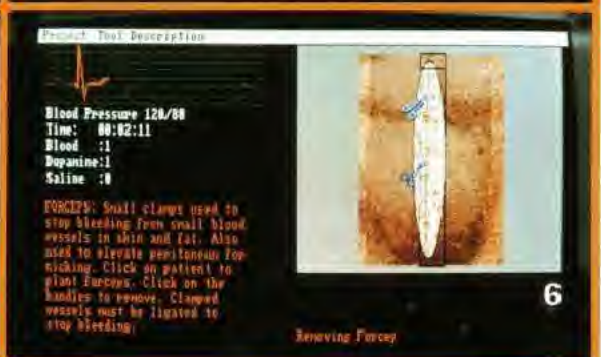 Project Tool Description
Blood Pressure 120/80
Time: 00:02:11
Blood :1
Dopamine:1
Saline :0
FORCEPS: Small clamps used to
stop bleeding from small blood
vessels in skin and fat. Also
used to elevate peritoneum for
nicking. Click on patient to
plant Forceps. Click on the
handles to remove. Clamped
vessels must be ligated to
stop bleeding.
6
Removing Forcep